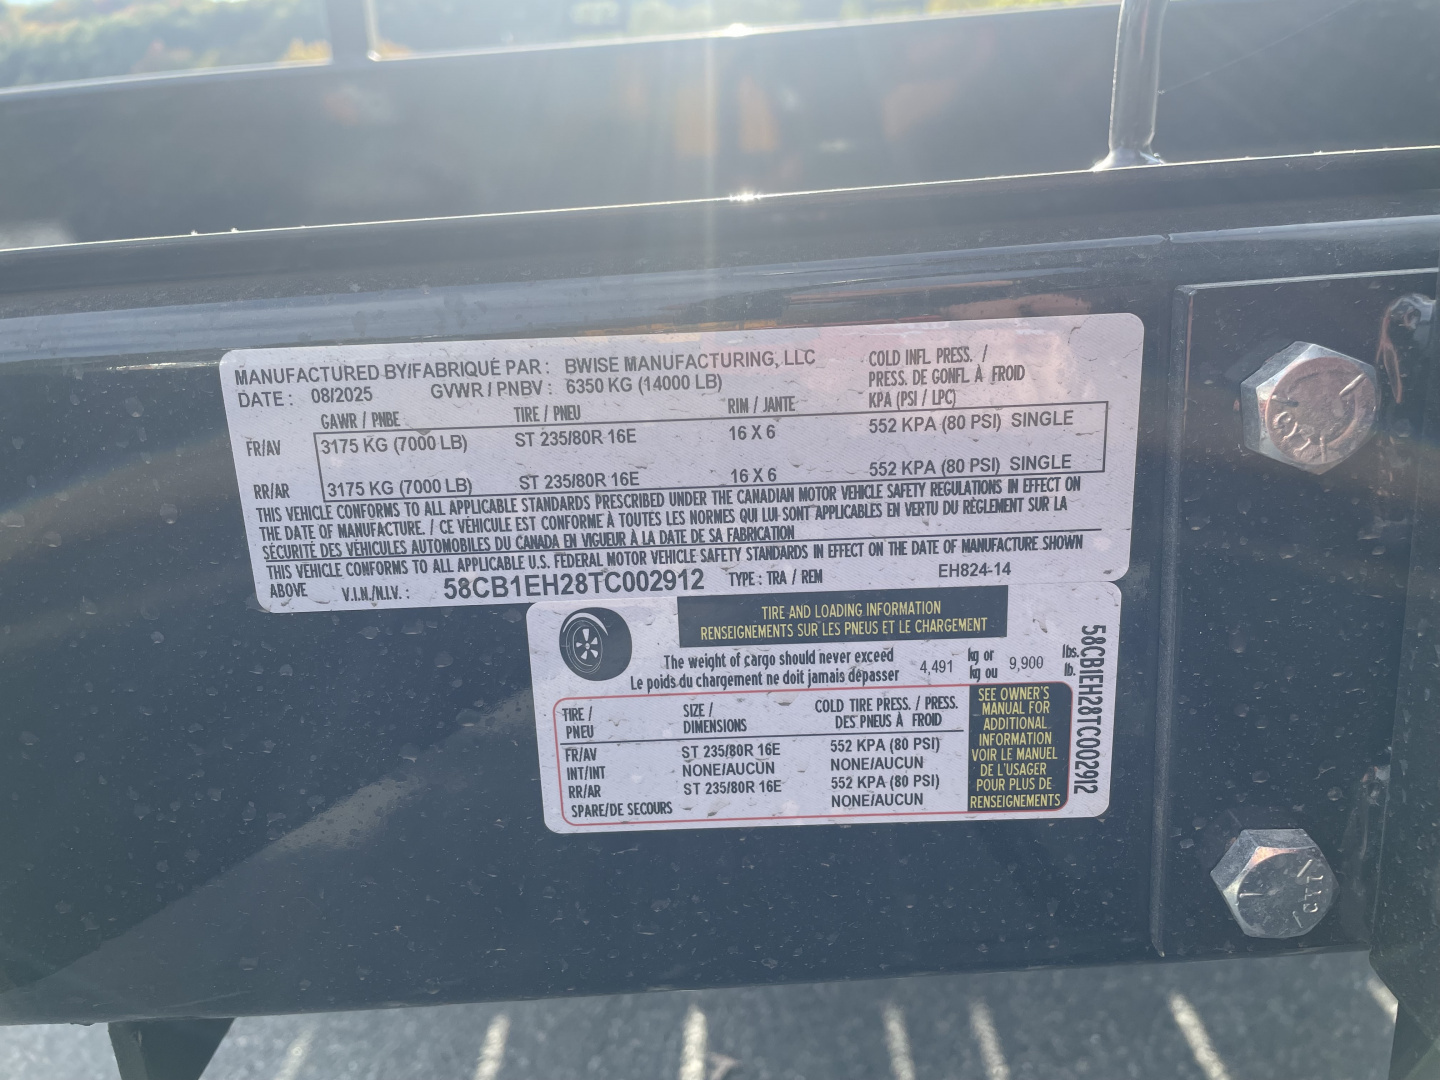 MANUFACTURED BY/FABRIQUÉ PAR : BWISE MANUFACTURING, LLC
DATE : 08/2025 GVWR / PNBV : 6350 KG (14000 LB)
COLD INFL PRESS. /
PRESS. DE GONFL À FROID
KPA (PSI / LPC)
GAWR / PNBE TIRE / PNEU RIM / JANTE
FR/AV 3175 KG (7000 LB) ST 235/80R 16E 16 X 6 552 KPA (80 PSI) SINGLE
RR/AR 3175 KG (7000 LB) ST 235/80R 16E 16 X 6 552 KPA (80 PSI) SINGLE
THIS VEHICLE CONFORMS TO ALL APPLICABLE STANDARDS PRESCRIBED UNDER THE CANADIAN MOTOR VEHICLE SAFETY REGULATIONS IN EFFECT ON
THE DATE OF MANUFACTURE. / CE VÉHICULE EST CONFORME À TOUTES LES NORMES QUI LUI SONT APPLICABLES EN VERTU DU RÈGLEMENT SUR LA
SÉCURITÉ DES VÉHICULES AUTOMOBILES DU CANADA EN VIGUEUR À LA DATE DE SA FABRICATION
THIS VEHICLE CONFORMS TO ALL APPLICABLE U.S. FEDERAL MOTOR VEHICLE SAFETY STANDARDS IN EFFECT ON THE DATE OF MANUFACTURE SHOWN
ABOVE V.I.N./N.I.V. : 58CB1EH28TC002912 TYPE : TRA / REM EH824-14
TIRE AND LOADING INFORMATION
RENSEIGNEMENTS SUR LES PNEUS ET LE CHARGEMENT
The weight of cargo should never exceed
Le poids du chargement ne doit jamais dépasser
4,491 kg or
kg ou
9,900 lbs.
lb.
TIRE /
PNEU
SIZE /
DIMENSIONS
COLD TIRE PRESS. / PRESS.
DES PNEUS À FROID
FR/AV ST 235/80R 16E 552 KPA (80 PSI)
INT/INT NONE/AUCUN NONE/AUCUN
RR/AR ST 235/80R 16E 552 KPA (80 PSI)
SPARE/DE SECOURS NONE/AUCUN
SEE OWNER'S
MANUAL FOR
ADDITIONAL
INFORMATION
VOIR LE MANUEL
DE L'USAGER
POUR PLUS DE
RENSEIGNEMENTS
58CB1EH28TC002912